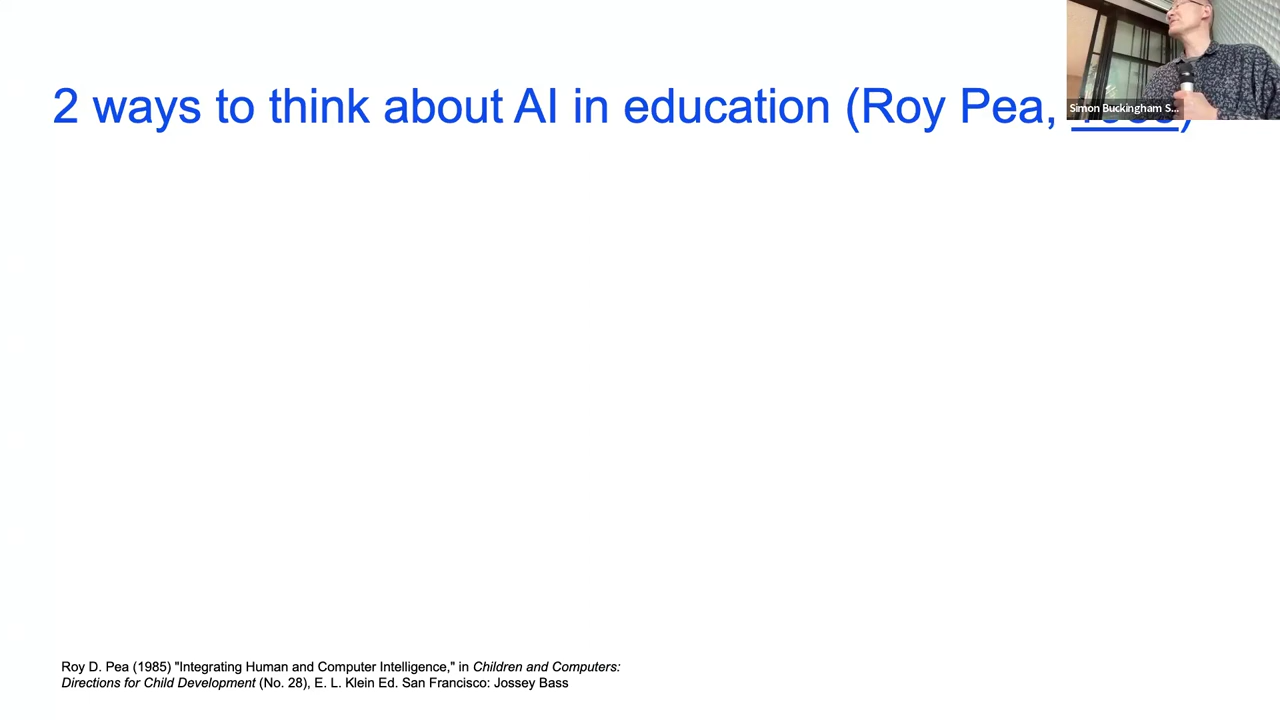 2 ways to think about AI in education (Roy Pea, )
Simon Buckingham S...
Roy D. Pea (1985) "Integrating Human and Computer Intelligence," in Children and Computers:
Directions for Child Development (No. 28), E. L. Klein Ed. San Francisco: Jossey Bass